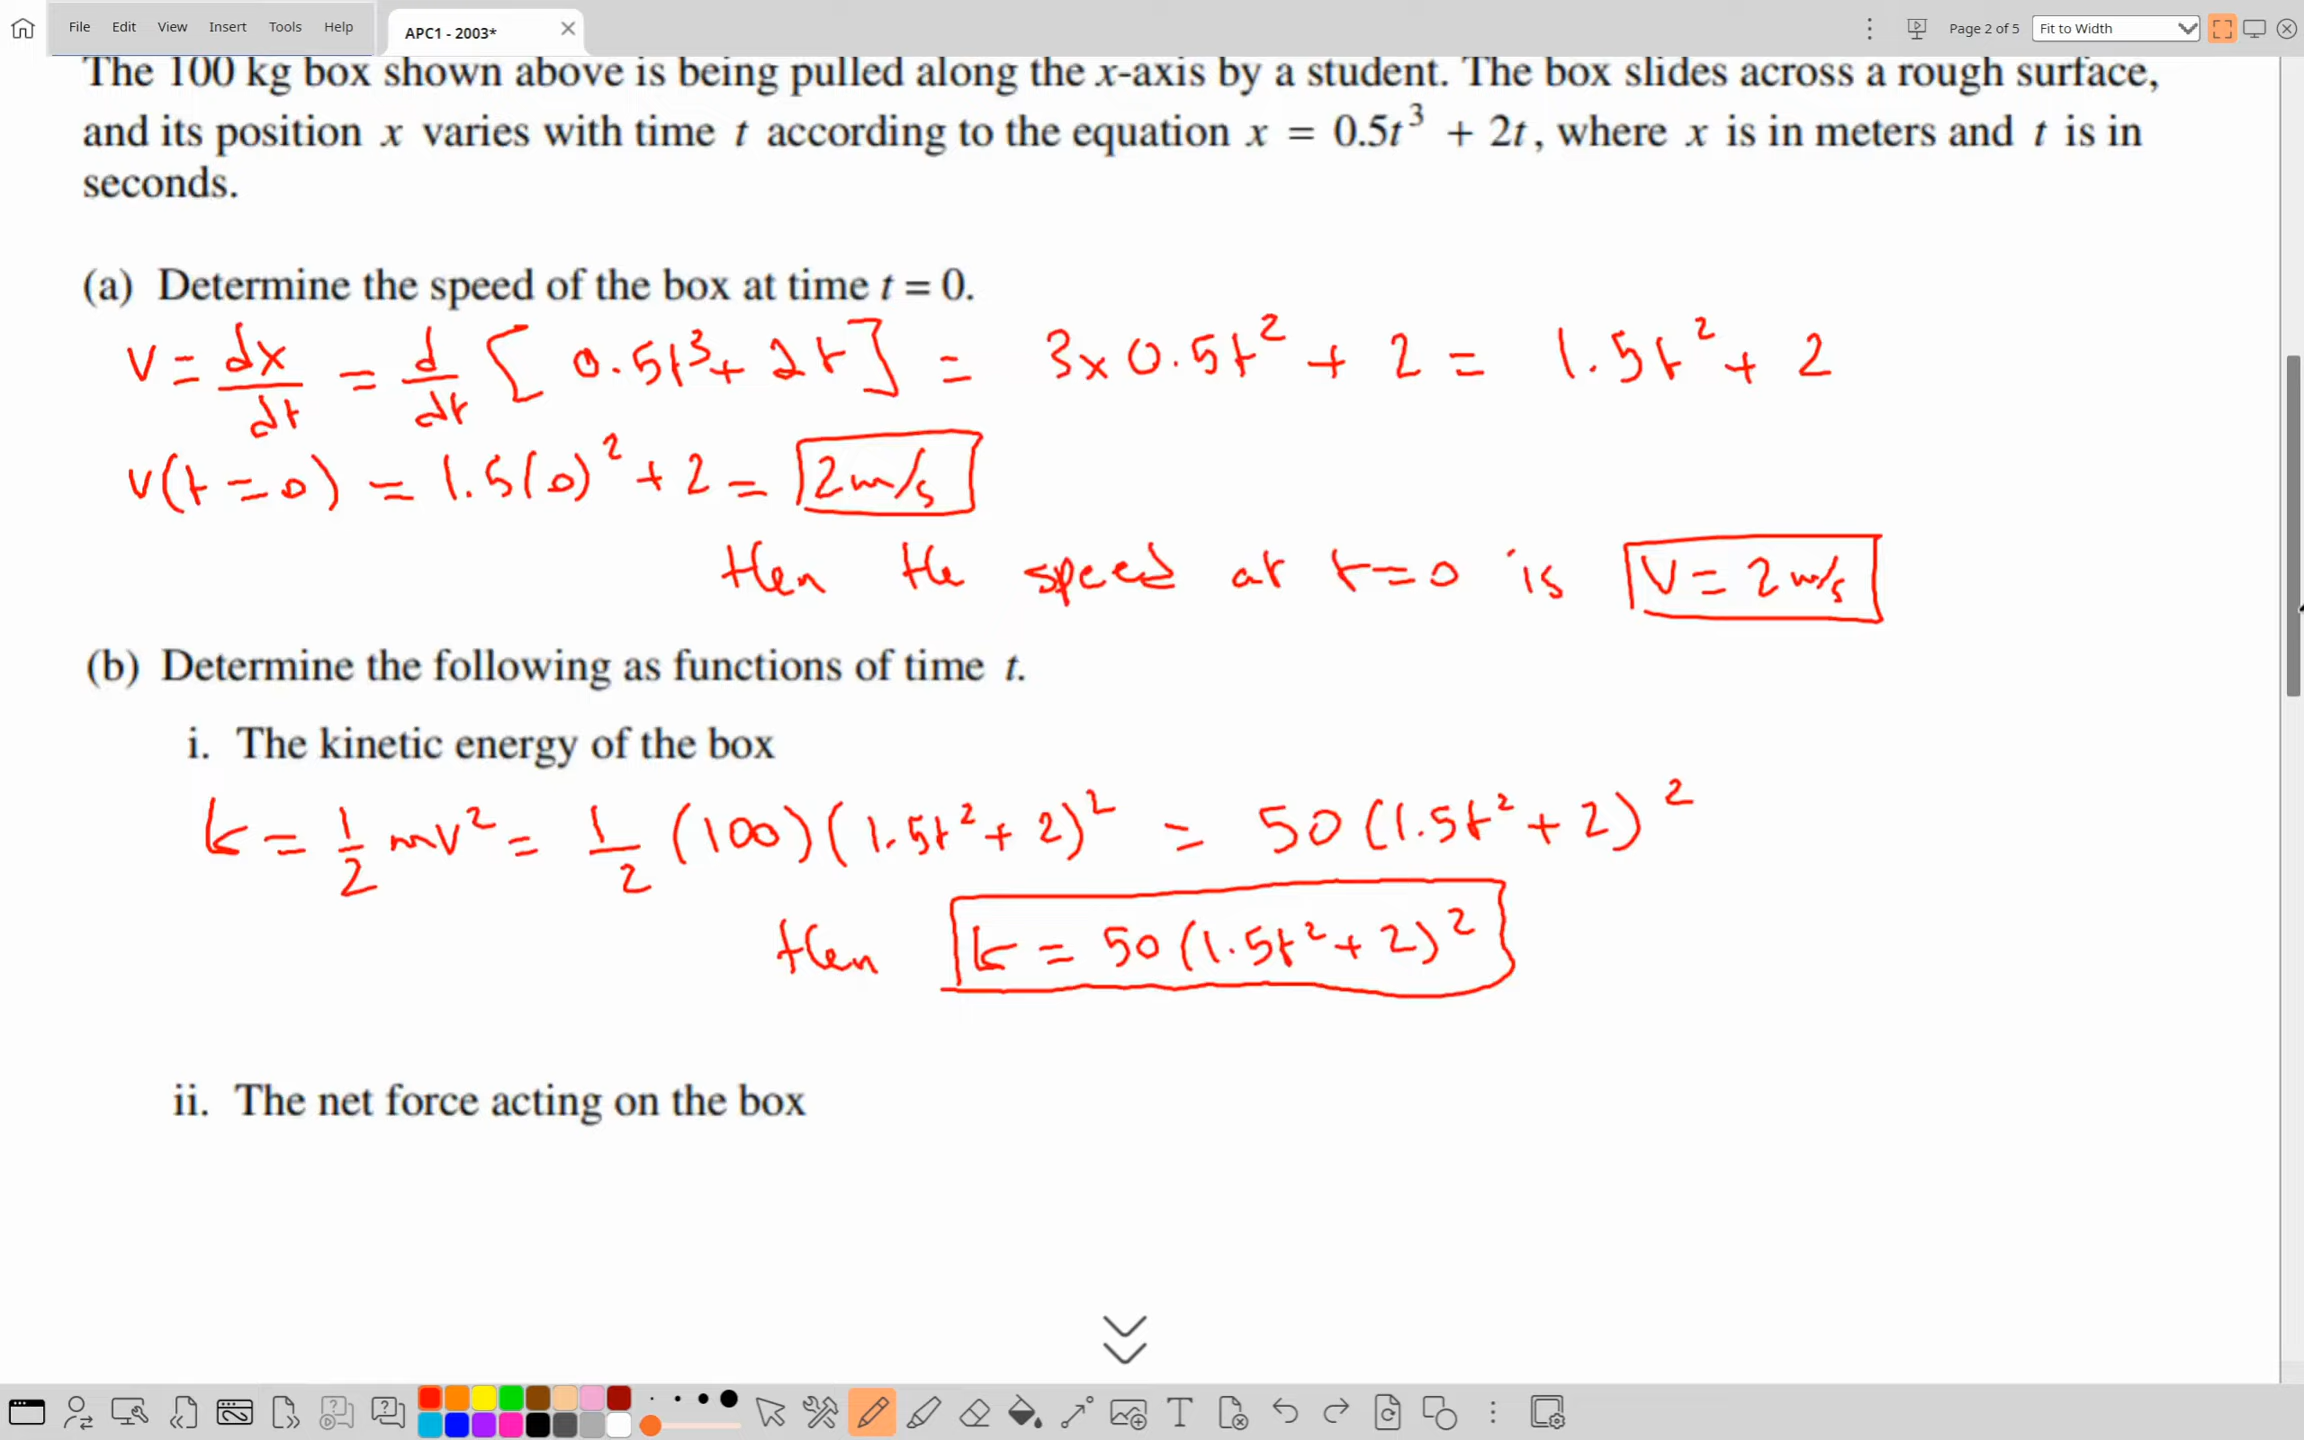 File Edit View Insert Tools Help
APC1 - 2003*
Page 2 of 5 Fit to Width
The 100 kg box shown above is being pulled along the x-axis by a student. The box slides across a rough surface,
and its position x varies with time t according to the equation x = 0.5t³ + 2t, where x is in meters and t is in
seconds.
(a) Determine the speed of the box at time t = 0.
v = dx/dt = d/dt [0.5t³ + 2t] = 3x0.5t² + 2 = 1.5t² + 2
v(t = 0) = 1.5(0)² + 2 = 2m/s
then the speed at t=0 is V = 2m/s
(b) Determine the following as functions of time t.
i. The kinetic energy of the box
k = 1/2 mv² = 1/2 (100)(1.5t² + 2)² = 50(1.5t² + 2)²
then k = 50(1.5t² + 2)²
ii. The net force acting on the box